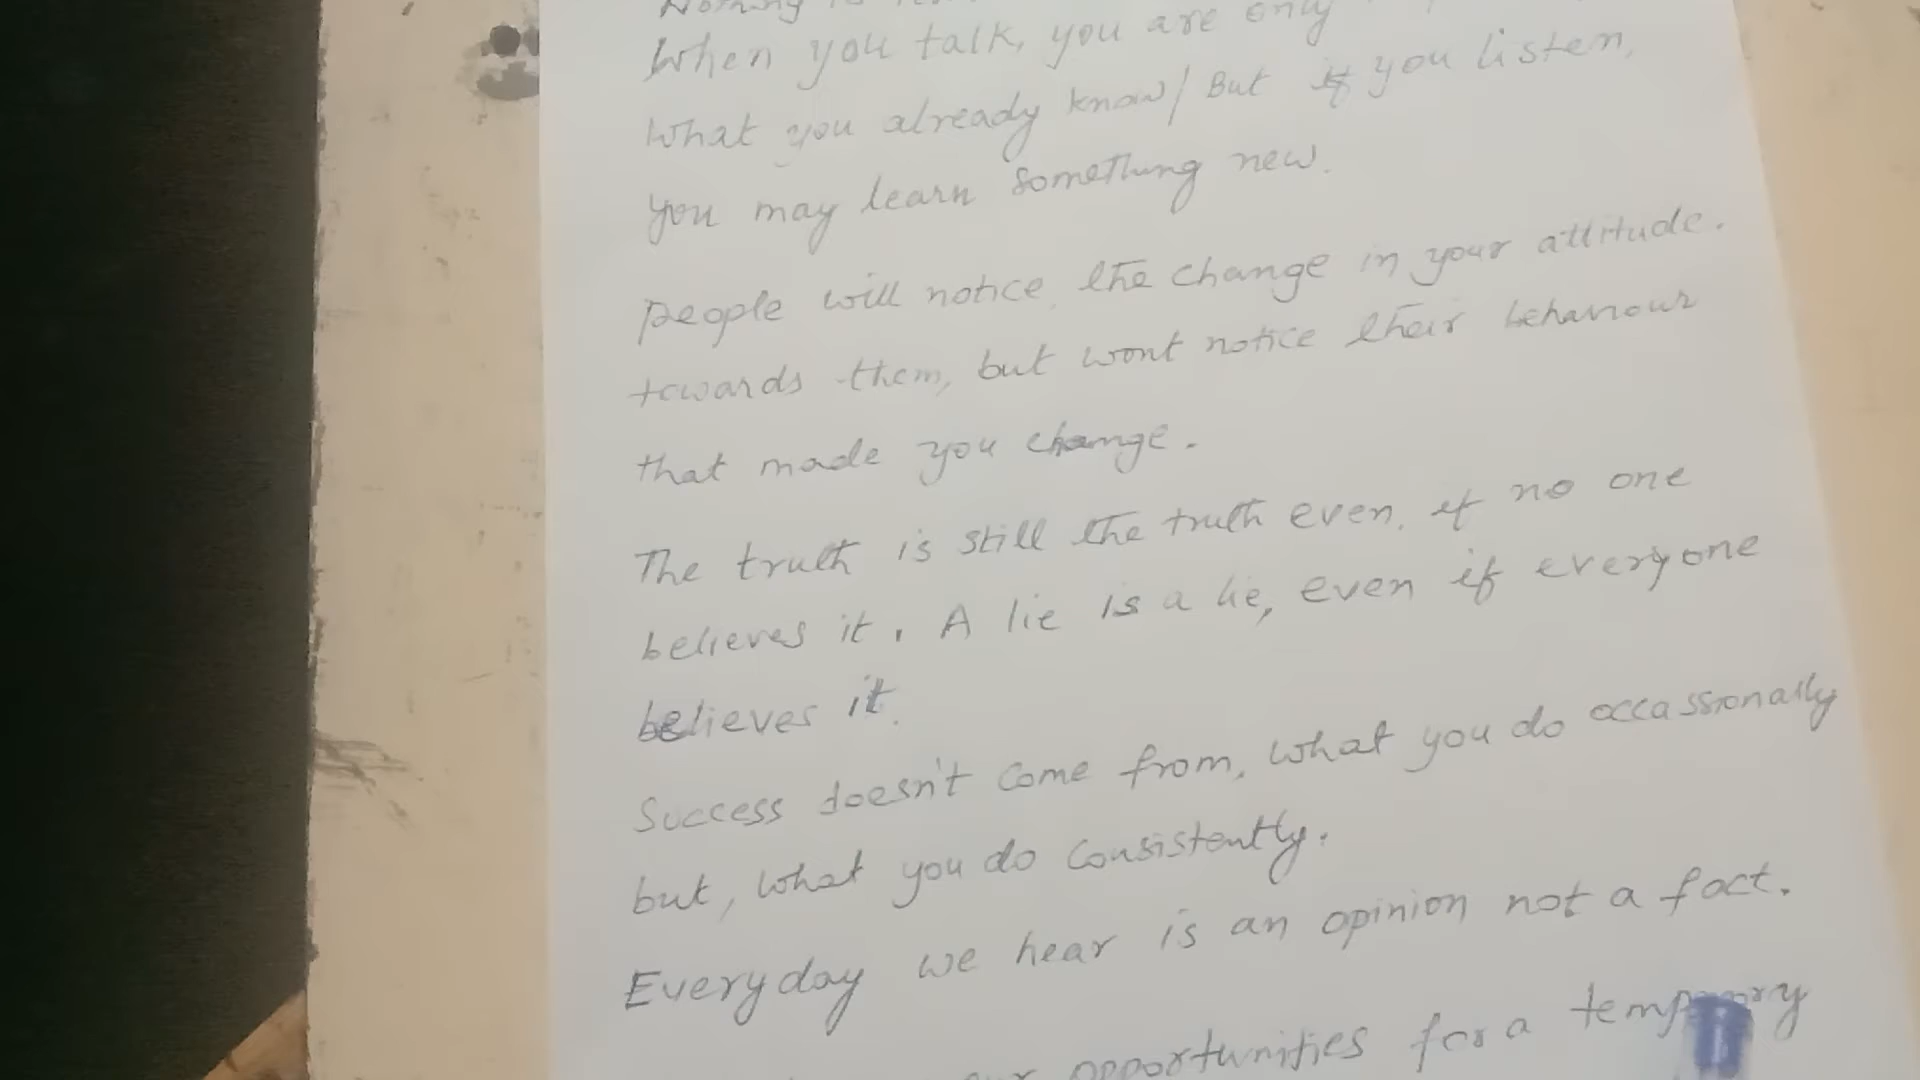 Nothing is
When you talk, you are only
What you already know/ But if you listen,
you may learn something new.
people will notice, the change in your attitude.
towards them, but wont notice their behaviour
that made you change.
The truth is still the truth even, if no one
believes it. A lie is a lie, even if everyone
believes it.
Success doesn't come from, what you do occassionally
but, what you do consistently.
Everyday we hear is an opinion not a fact.
opportunities for a temporary